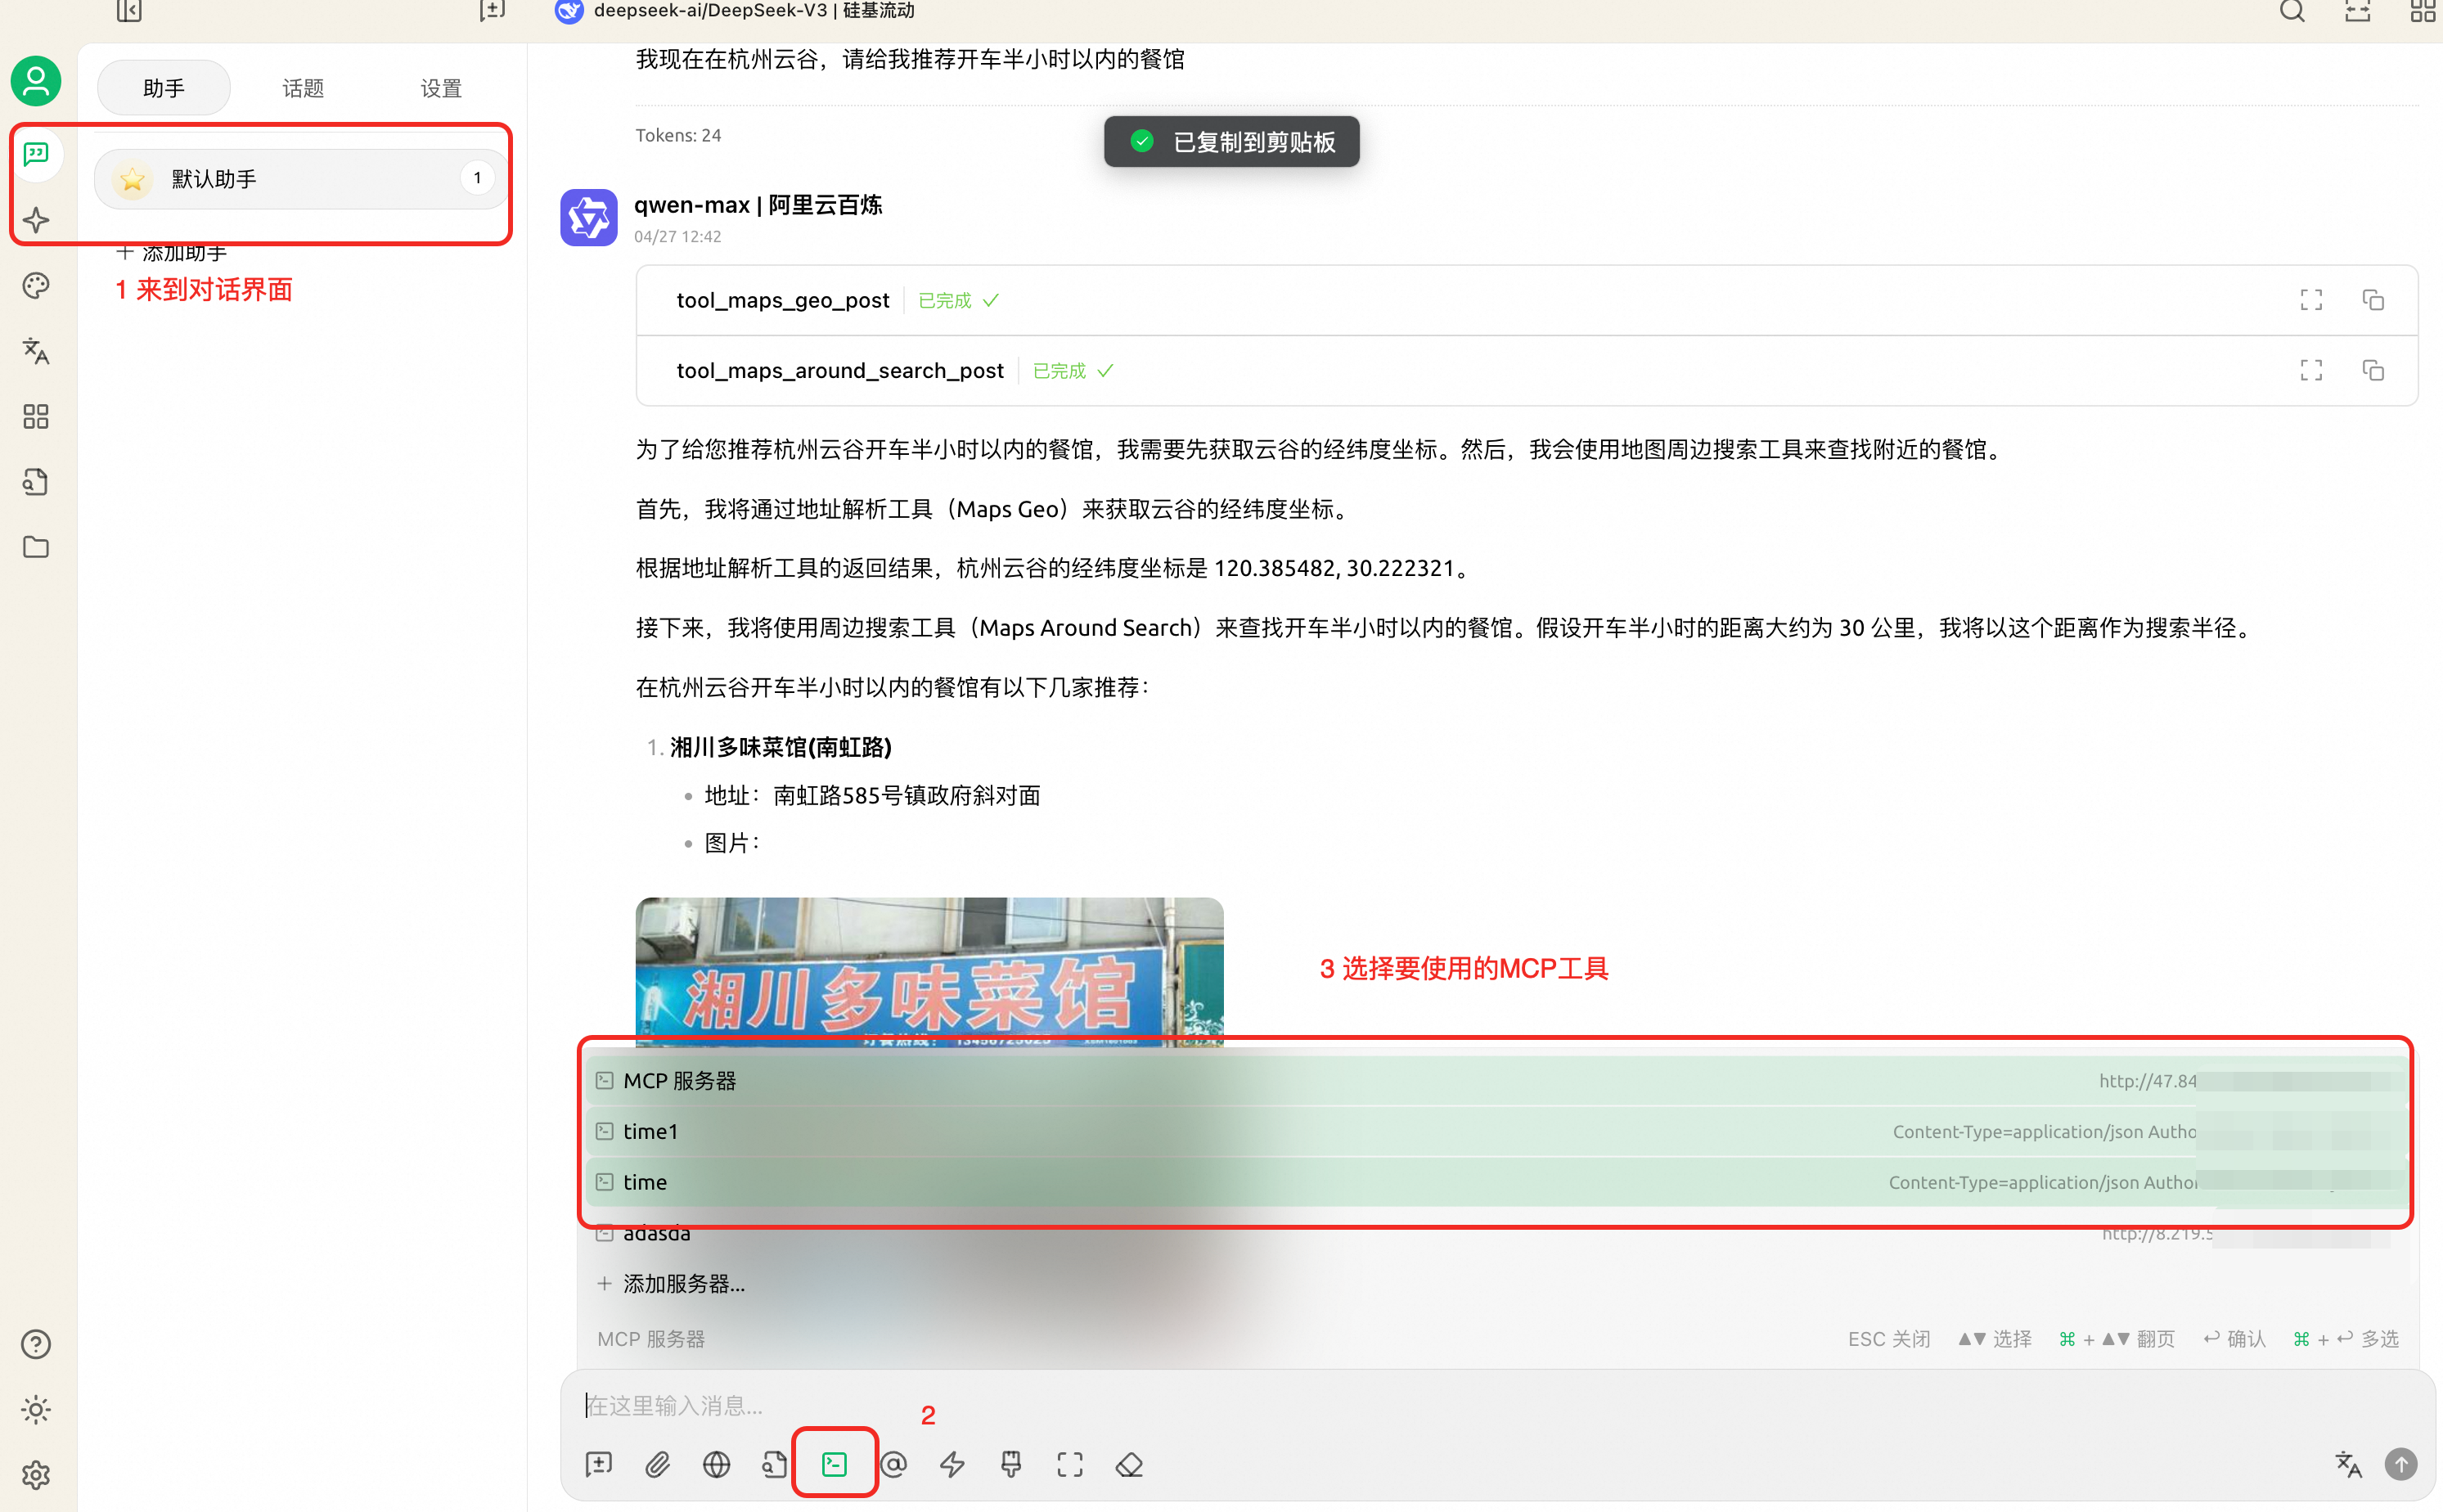 deepseek-ai/DeepSeek-V3 | 硅基流动
助手
话题
设置
默认助手
1
添加助手
1 来到对话界面
我现在在杭州云谷，请给我推荐开车半小时以内的餐馆
Tokens: 24
已复制到剪贴板
qwen-max | 阿里云百炼
04/27 12:42
tool_maps_geo_post
已完成
tool_maps_around_search_post
已完成
为了给您推荐杭州云谷开车半小时以内的餐馆，我需要先获取云谷的经纬度坐标。然后，我会使用地图周边搜索工具来查找附近的餐馆。
首先，我将通过地址解析工具（Maps Geo）来获取云谷的经纬度坐标。
根据地址解析工具的返回结果，杭州云谷的经纬度坐标是 120.385482, 30.222321。
接下来，我将使用周边搜索工具（Maps Around Search）来查找开车半小时以内的餐馆。假设开车半小时的距离大约为 30 公里，我将以这个距离作为搜索半径。
在杭州云谷开车半小时以内的餐馆有以下几家推荐：
1. 湘川多味菜馆(南虹路)
地址：南虹路585号镇政府斜对面
图片：
湘川多味菜馆
订餐热线：
3 选择要使用的MCP工具
MCP 服务器
http://47.84
time1
Content-Type=application/json Autho
time
Content-Type=application/json Author
adasda
http://8.219.5
+ 添加服务器...
MCP 服务器
ESC 关闭
▲▼ 选择
⌘ + ▲▼ 翻页
↩ 确认
⌘ + ↩ 多选
在这里输入消息...
2